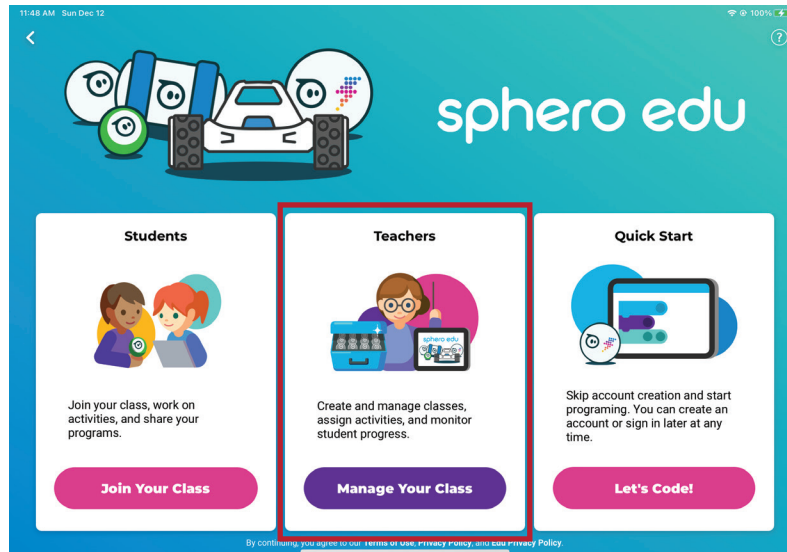 11:48 AM Sun Dec 12
100%
?
sphero edu
Students
Teachers
Quick Start
sphero edu
Join your class, work on
activities, and share your
programs.
Create and manage classes,
assign activities, and monitor
student progress.
Skip account creation and start
programing. You can create an
account or sign in later at any
time.
Join Your Class
Manage Your Class
Let's Code!
By continuing, you agree to our Terms of Use, Privacy Policy, and Edu Privacy Policy.